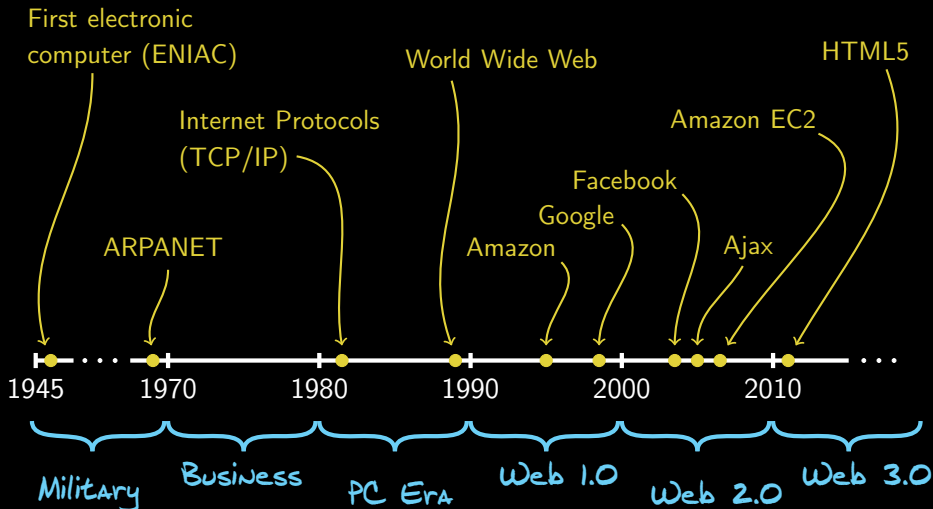 First electronic
computer (ENIAC)
World Wide Web
HTML5
Internet Protocols
(TCP/IP)
Amazon EC2
Facebook
Google
ARPANET
Amazon
Ajax
1945
1970
1980
1990
2000
2010
Military
Business
PC Era
Web 1.0
Web 2.0
Web 3.0